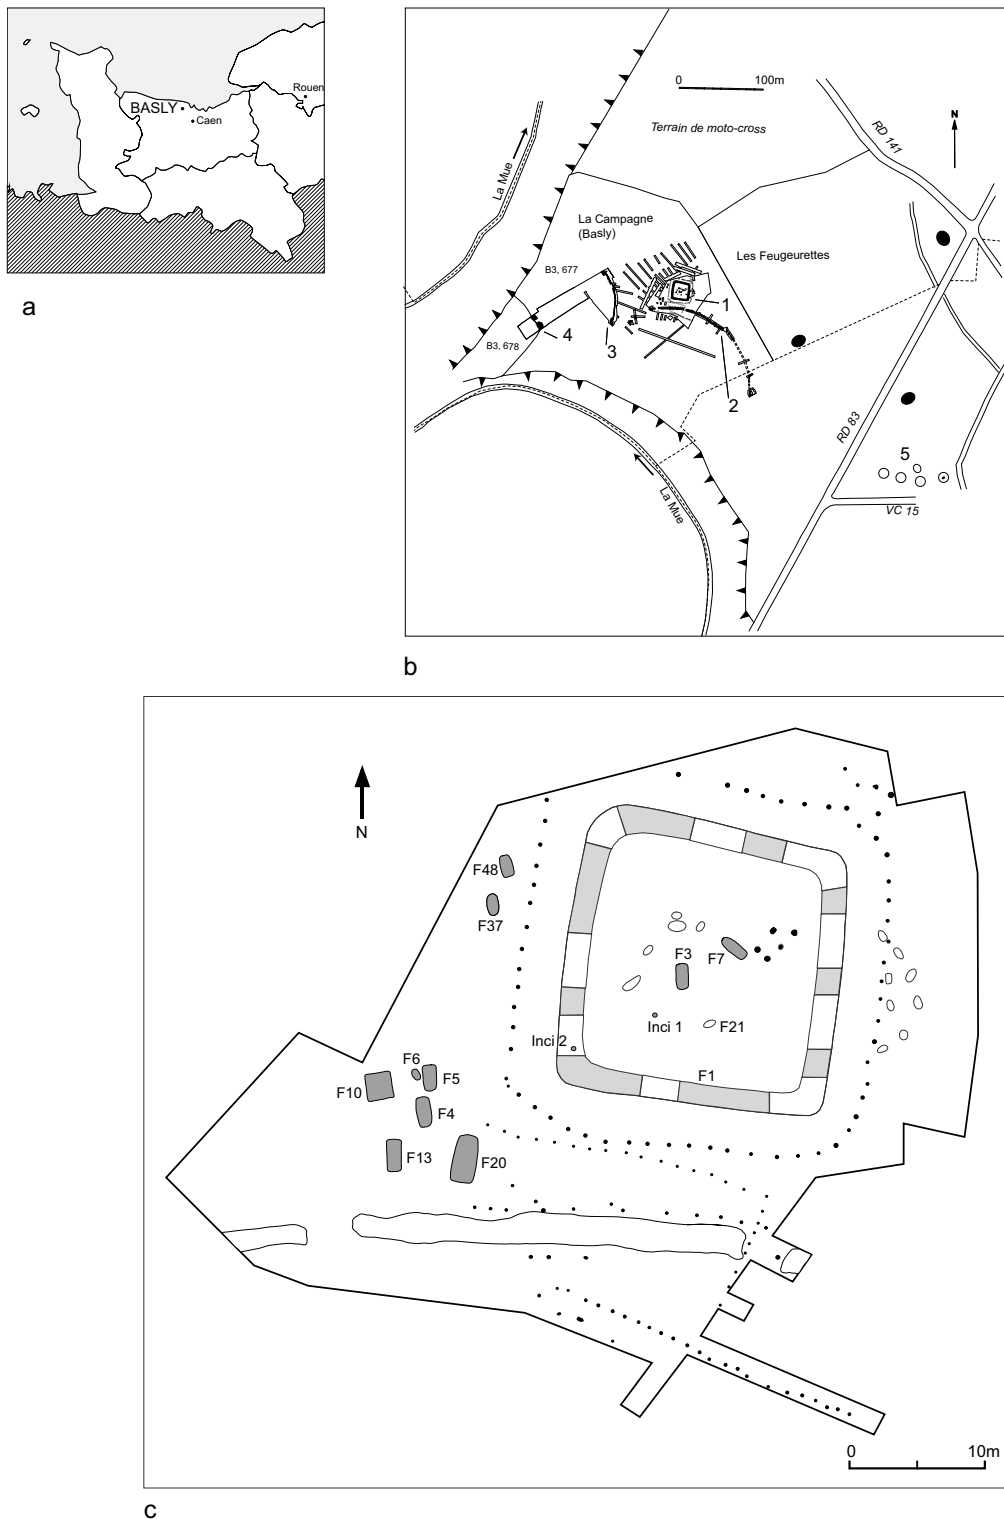 Rouen
BASLY
Caen
a
0 100m
Terrain de moto-cross
N
RD 141
La Mue
La Campagne
(Basly)
Les Feugeurettes
B3, 677
1
4
3
B3, 678
2
RD 83
5
La Mue
VC 15
b
N
F48
F37
F3
F7
Inci 1
F21
Inci 2
F1
F6
F5
F10
F4
F13
F20
0 10m
c